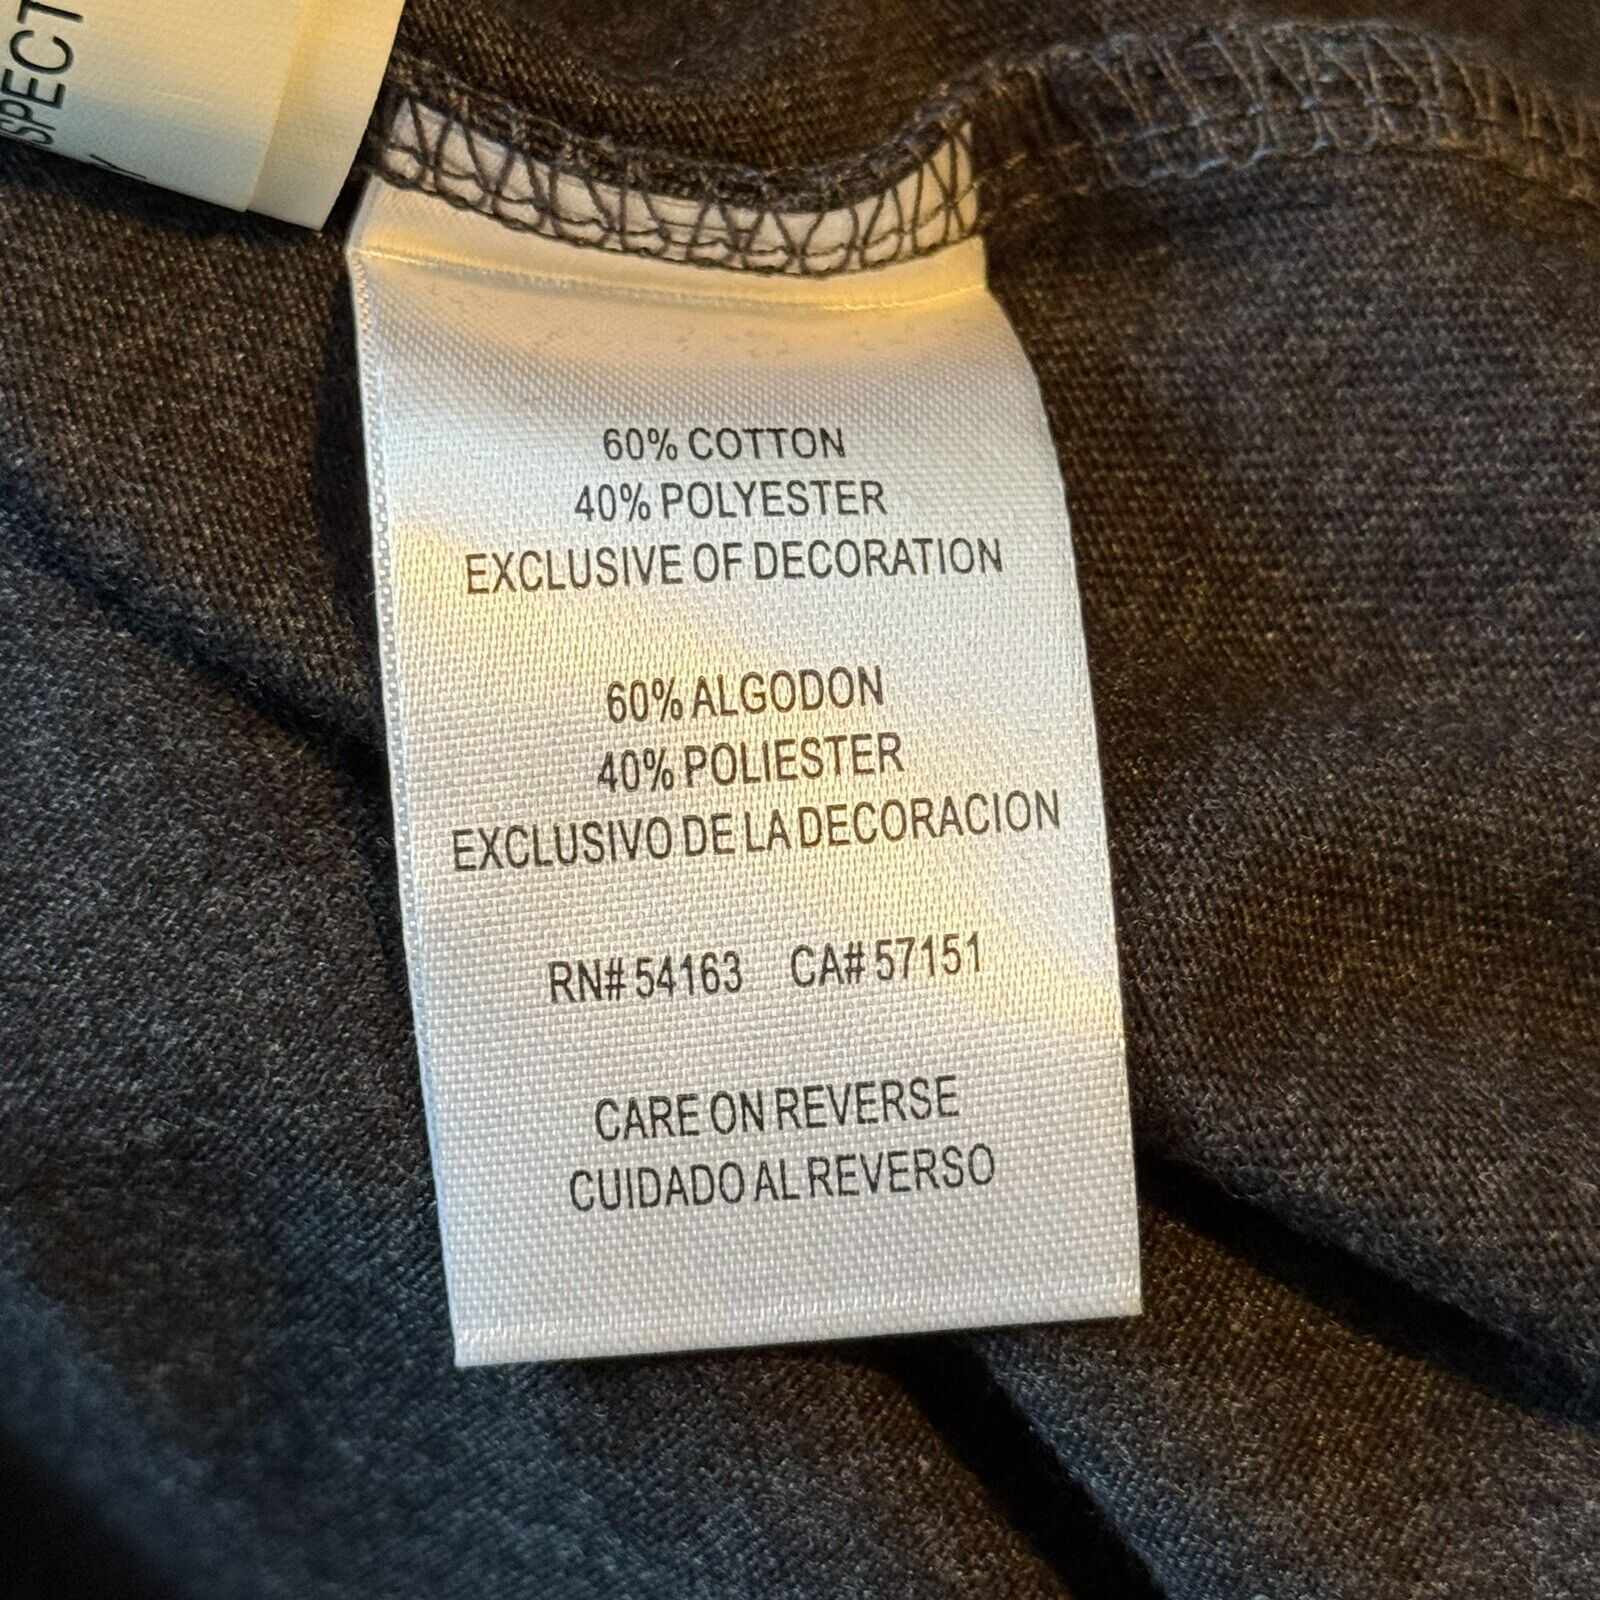 60% COTTON
40% POLYESTER
EXCLUSIVE OF DECORATION
60% ALGODON
40% POLIESTER
EXCLUSIVO DE LA DECORACION
RN# 54163 CA# 57151
CARE ON REVERSE
CUIDADO AL REVERSO